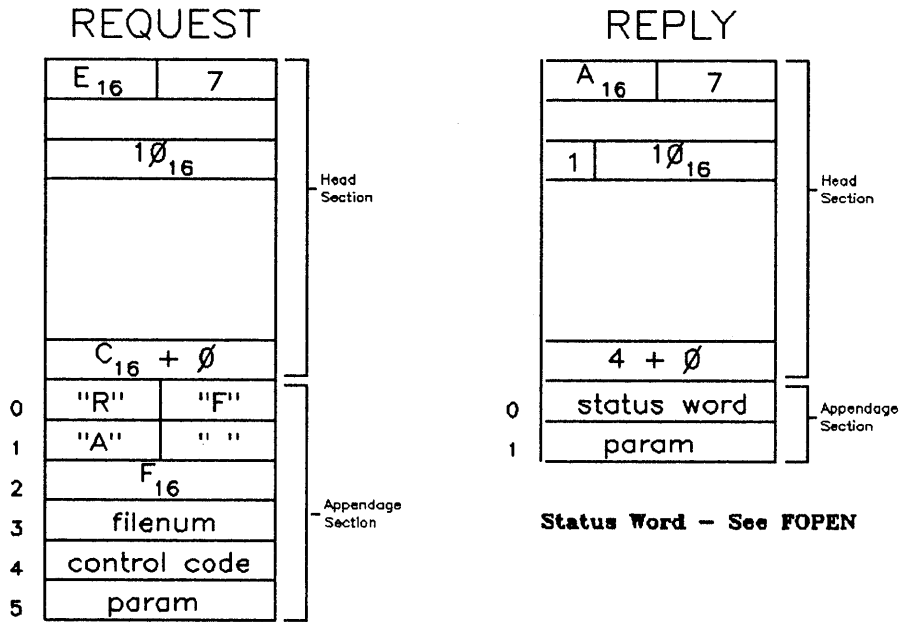 REQUEST
E16 7
1Ø16
Head
Section
C16 + Ø
0 "R" "F"
1 "A" " "
2 F16
3 filenum
4 control code
5 param
Appendage
Section
REPLY
A16 7
1 1Ø16
Head
Section
4 + Ø
0 status word
1 param
Appendage
Section
Status Word — See FOPEN